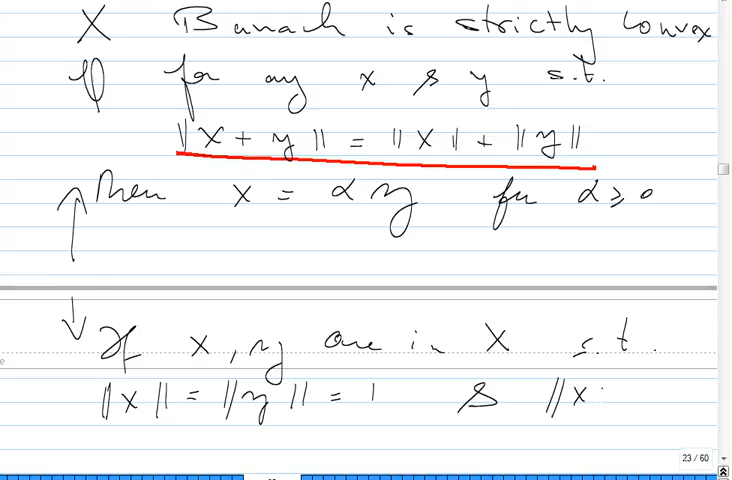 X Banach is strictly convex
iff for any x & y s.t.
||x + y|| = ||x|| + ||y||
then x = α y for α ≥ 0
If x, y are in X s.t.
||x|| = ||y|| = 1 & ||x
23 / 60